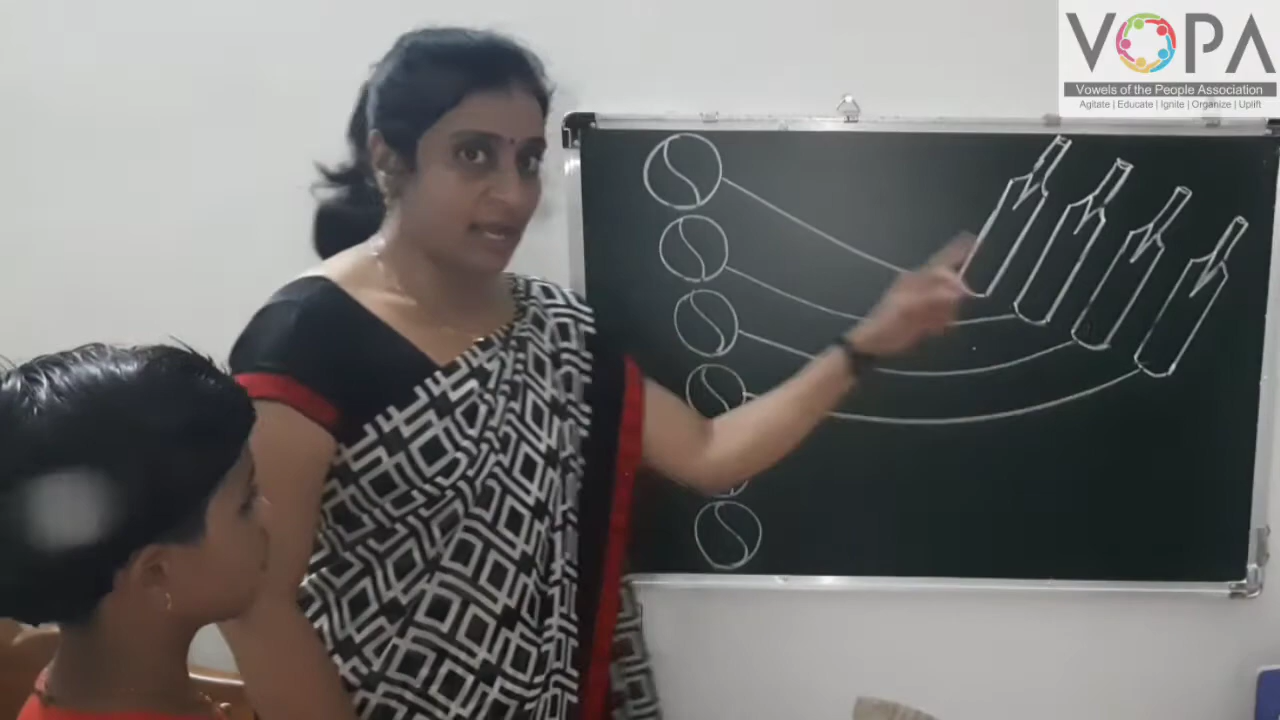 VOPA
Vowels of the People Association
Agitate | Educate | Ignite | Organize | Uplift